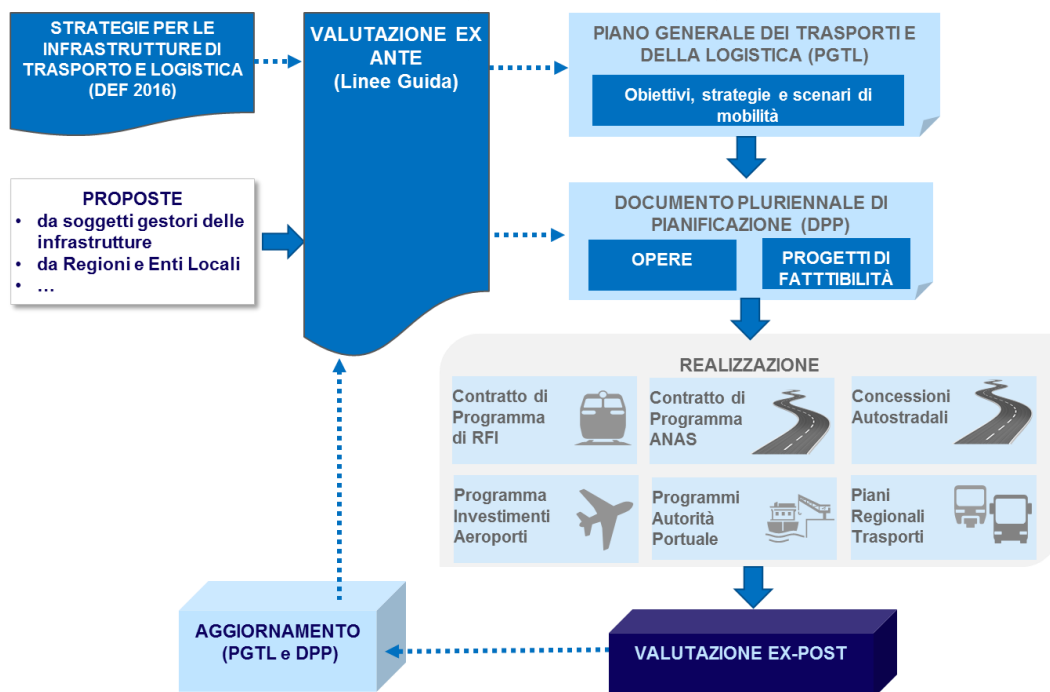 STRATEGIE PER LE
INFRASTRUTTURE DI
TRASPORTO E LOGISTICA
(DEF 2016)
VALUTAZIONE EX
ANTE
(Linee Guida)
PIANO GENERALE DEI TRASPORTI E
DELLA LOGISTICA (PGTL)
Obiettivi, strategie e scenari di
mobilità
PROPOSTE
• da soggetti gestori delle
infrastrutture
• da Regioni e Enti Locali
• …
DOCUMENTO PLURIENNALE DI
PIANIFICAZIONE (DPP)
OPERE
PROGETTI DI
FATTTIBILITÀ
REALIZZAZIONE
Contratto di
Programma
di RFI
Contratto di
Programma
ANAS
Concessioni
Autostradali
Programma
Investimenti
Aeroporti
Programmi
Autorità
Portuale
Piani
Regionali
Trasporti
AGGIORNAMENTO
(PGTL e DPP)
VALUTAZIONE EX-POST